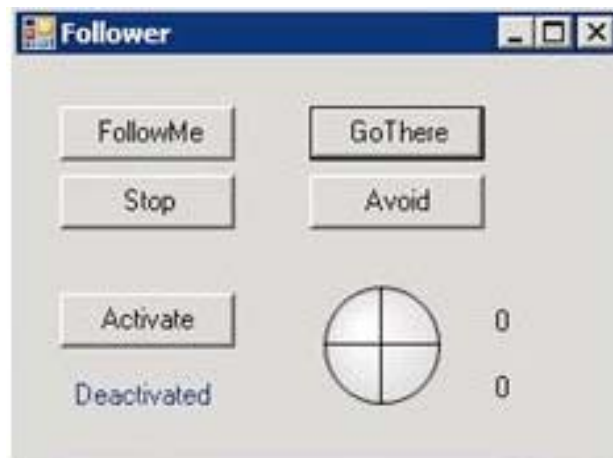 Follower
FollowMe GoThere
Stop Avoid
Activate 0
Deactivated 0